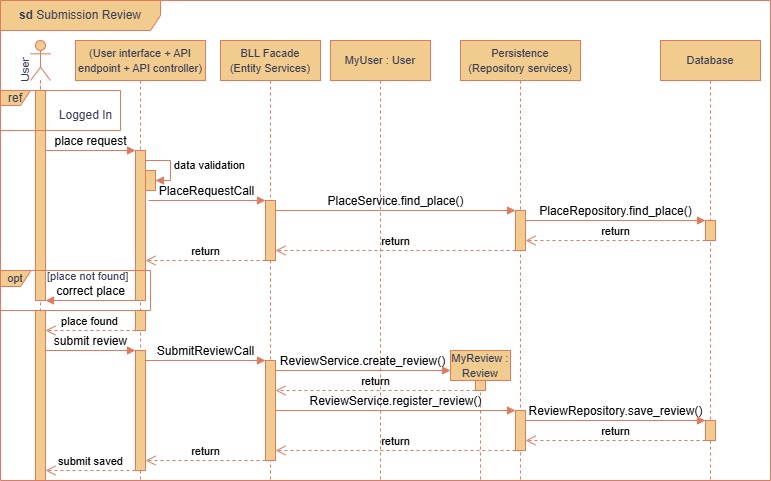 sd Submission Review
User
(User interface + API
endpoint + API controller)
BLL Facade
(Entity Services)
MyUser : User
Persistence
(Repository services)
Database
ref
Logged In
place request
data validation
PlaceRequestCall
PlaceService.find_place()
PlaceRepository.find_place()
return
return
return
opt
[place not found]
correct place
place found
submit review
SubmitReviewCall
ReviewService.create_review()
MyReview :
Review
return
ReviewService.register_review()
ReviewRepository.save_review()
return
return
return
submit saved